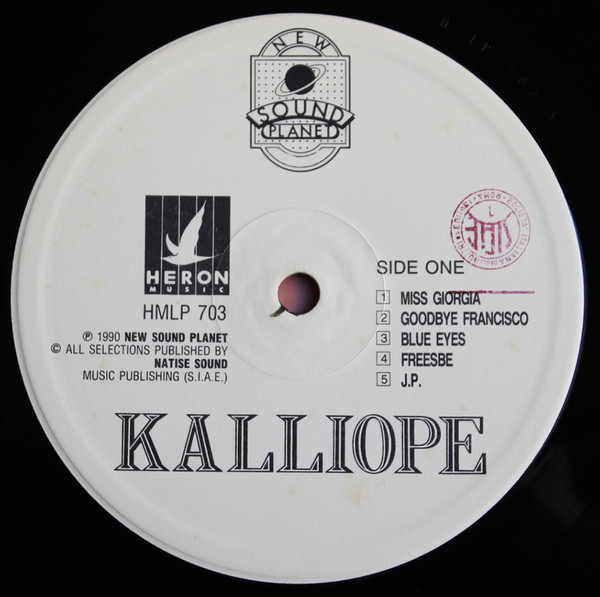 NEW
SOUND
PLANET
HERON
MUSIC
HMLP 703
℗ 1990 NEW SOUND PLANET
© ALL SELECTIONS PUBLISHED BY
NATISE SOUND
MUSIC PUBLISHING (S.I.A.E.)
SIDE ONE
1 MISS GIORGIA
2 GOODBYE FRANCISCO
3 BLUE EYES
4 FREESBE
5 J.P.
KALLIOPE